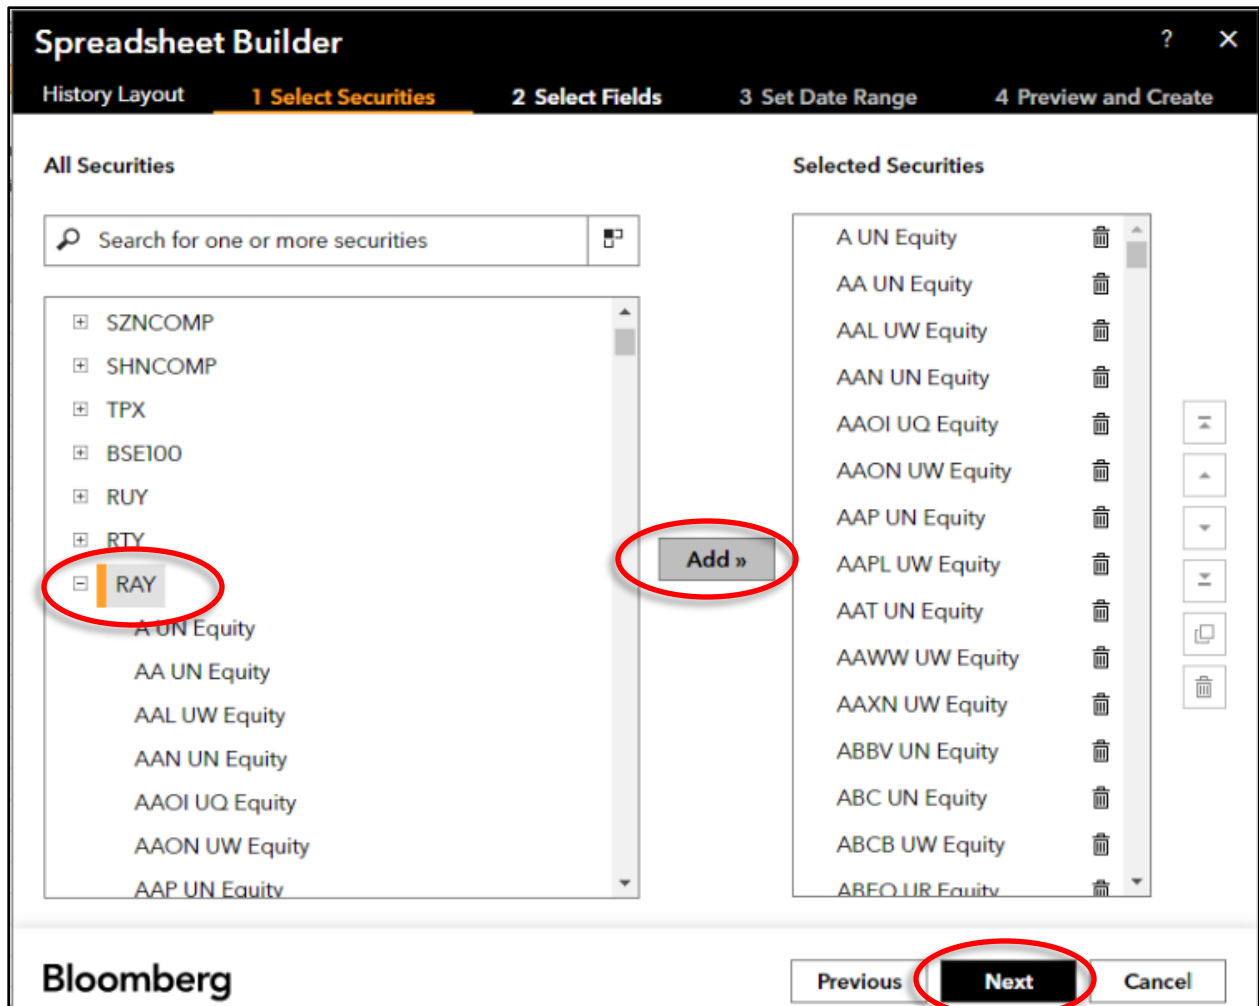 Spreadsheet Builder ? ×
History Layout 1 Select Securities 2 Select Fields 3 Set Date Range 4 Preview and Create
All Securities
Search for one or more securities
SZNCOMP
SHNCOMP
TPX
BSE100
RUY
RTY
RAY
A UN Equity
AA UN Equity
AAL UW Equity
AAN UN Equity
AAOI UQ Equity
AAON UW Equity
AAP UN Equity
Add »
Selected Securities
A UN Equity
AA UN Equity
AAL UW Equity
AAN UN Equity
AAOI UQ Equity
AAON UW Equity
AAP UN Equity
AAPL UW Equity
AAT UN Equity
AAWW UW Equity
AAXN UW Equity
ABBV UN Equity
ABC UN Equity
ABCB UW Equity
ABEO UR Equity
Bloomberg
Previous Next Cancel